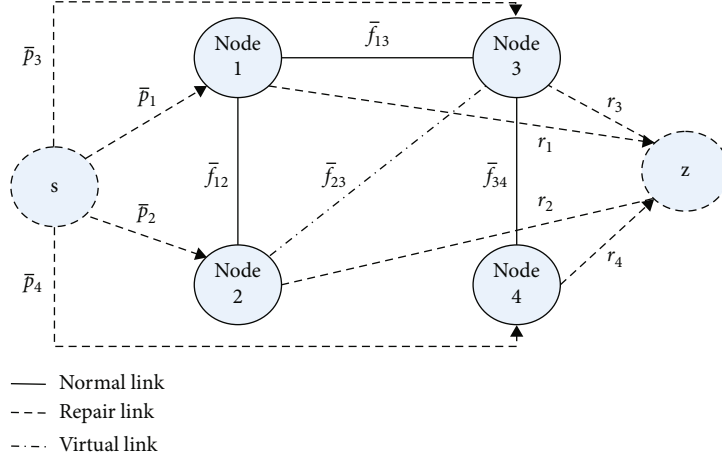 p̄₃
Node
1
f̄₁₃
Node
3
p̄₁
r₃
r₁
s
f̄₁₂
f̄₂₃
f̄₃₄
z
p̄₂
r₂
p̄₄
Node
2
Node
4
r₄
Normal link
Repair link
Virtual link